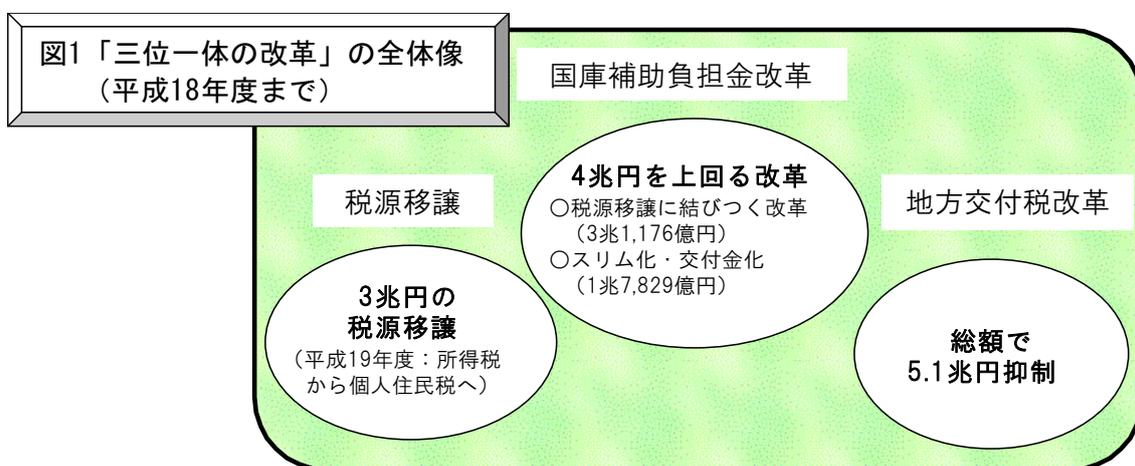 図1「三位一体の改革」の全体像
（平成18年度まで）
国庫補助負担金改革
4兆円を上回る改革
○税源移譲に結びつく改革
（3兆1,176億円）
○スリム化・交付金化
（1兆7,829億円）
税源移譲
3兆円の
税源移譲
（平成19年度：所得税
から個人住民税へ）
地方交付税改革
総額で
5.1兆円抑制